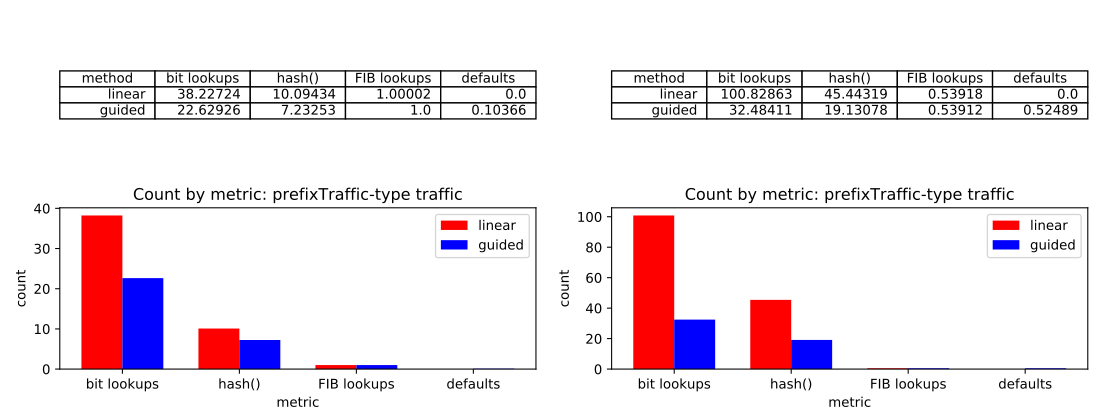 method bit lookups hash() FIB lookups defaults
linear 38.22724 10.09434 1.00002 0.0
guided 22.62926 7.23253 1.0 0.10366
method bit lookups hash() FIB lookups defaults
linear 100.82863 45.44319 0.53918 0.0
guided 32.48411 19.13078 0.53912 0.52489
Count by metric: prefixTraffic-type traffic
40
30
20
10
0
count
linear
guided
bit lookups hash() FIB lookups defaults
metric
Count by metric: prefixTraffic-type traffic
100
80
60
40
20
0
count
linear
guided
bit lookups hash() FIB lookups defaults
metric